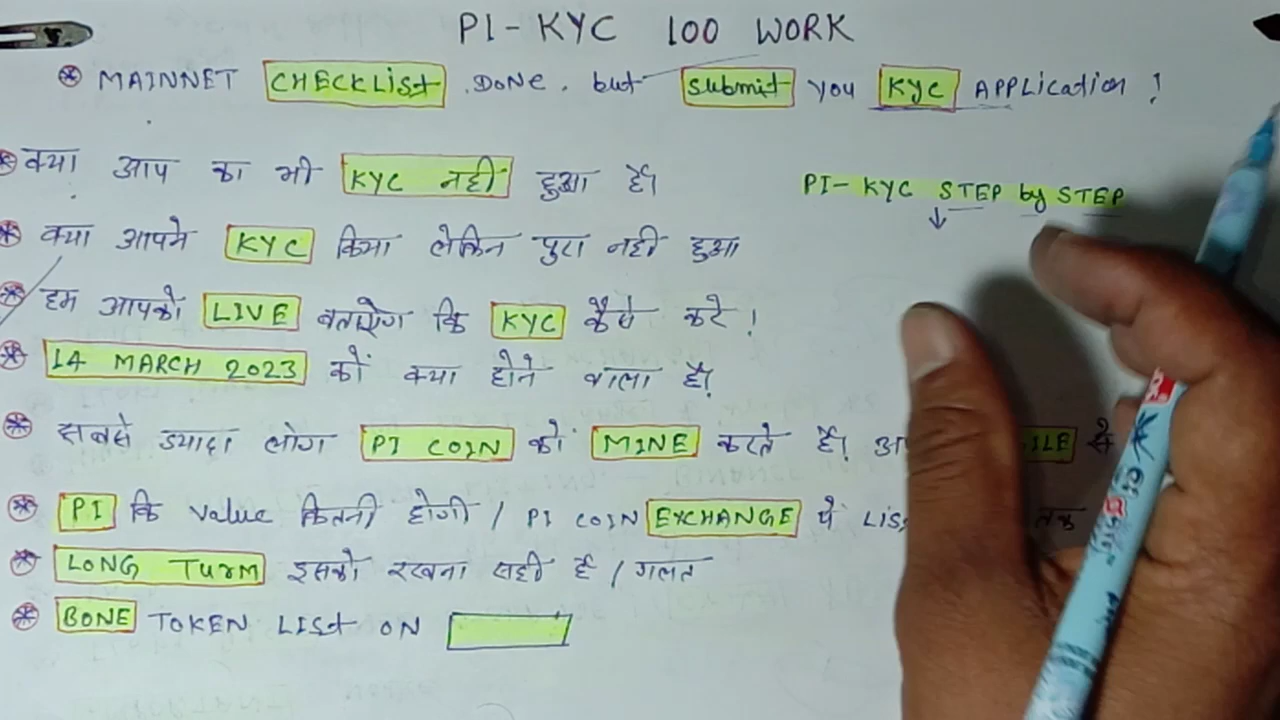 PI-KYC 100 WORK
MAINNET CHECKLIST .DONE. but submit you KYC APPLication !
क्या आप का भी KYC नही हुआ है।
PI- KYC STEP by STEP
क्या आपने KYC किया लेकिन पुरा नही हुआ
हम आपको LIVE बताऐंगे कि KYC कैसे करे !
14 MARCH 2023 को क्या होने वाला है।
सबसे ज्यादा लोग PI COIN को MINE करते है।
PI कि value कितनी होगी / PI COIN EXCHANGE पे
LONG TURM इसको रखना सही है / गलत
BONE TOKEN LIST ON